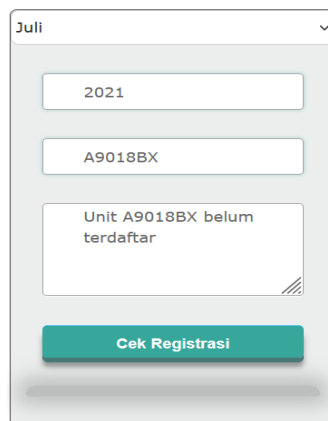 Juli
2021
A9018BX
Unit A9018BX belum
terdaftar
Cek Registrasi